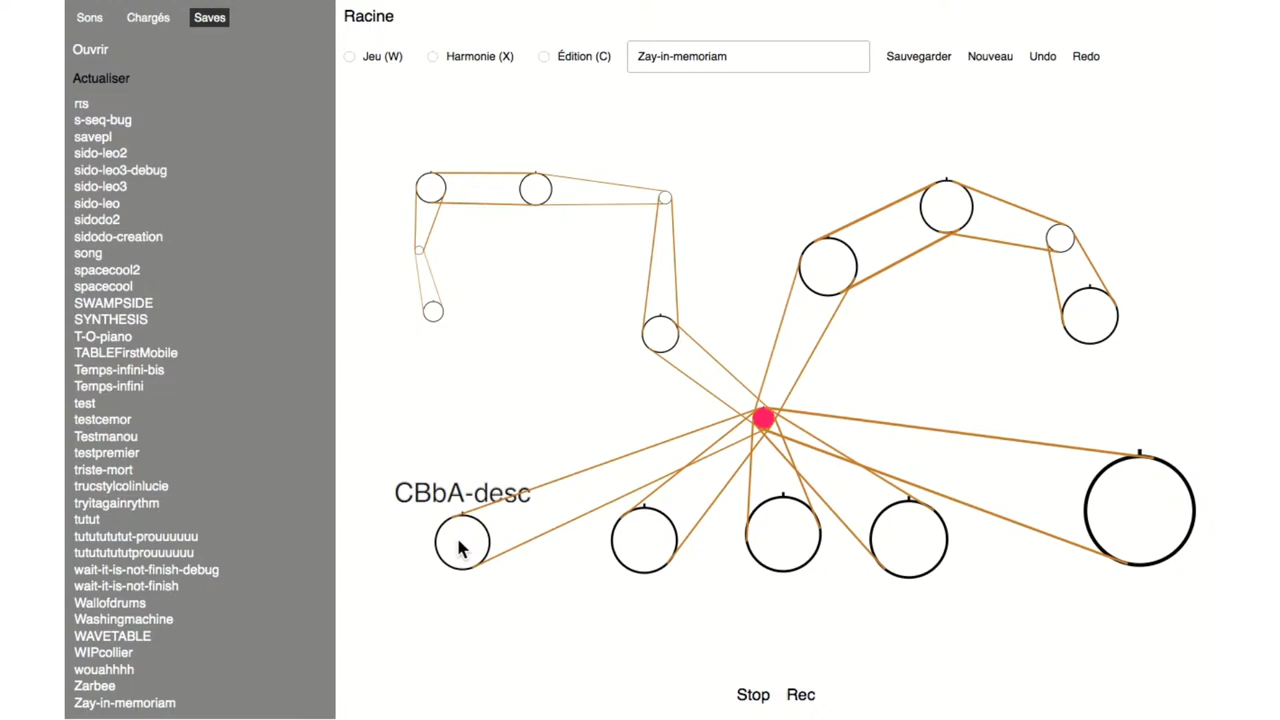 Sons Chargés Saves
Ouvrir
Actualiser
rts
s-seq-bug
savepl
sido-leo2
sido-leo3-debug
sido-leo3
sido-leo
sidodo2
sidodo-creation
song
spacecool2
spacecool
SWAMPSIDE
SYNTHESIS
T-O-piano
TABLEFirstMobile
Temps-infini-bis
Temps-infini
test
testcemor
Testmanou
testpremier
triste-mort
trucstylcolinlucie
tryitagainrythm
tutut
tutututututut-prouuuuuu
tututututututprouuuuuu
wait-it-is-not-finish-debug
wait-it-is-not-finish
Wallofdrums
Washingmachine
WAVETABLE
WIPcollier
wouahhhh
Zarbee
Zay-in-memoriam
Racine
Jeu (W) Harmonie (X) Édition (C) Zay-in-memoriam Sauvegarder Nouveau Undo Redo
CBbA-desc
Stop Rec